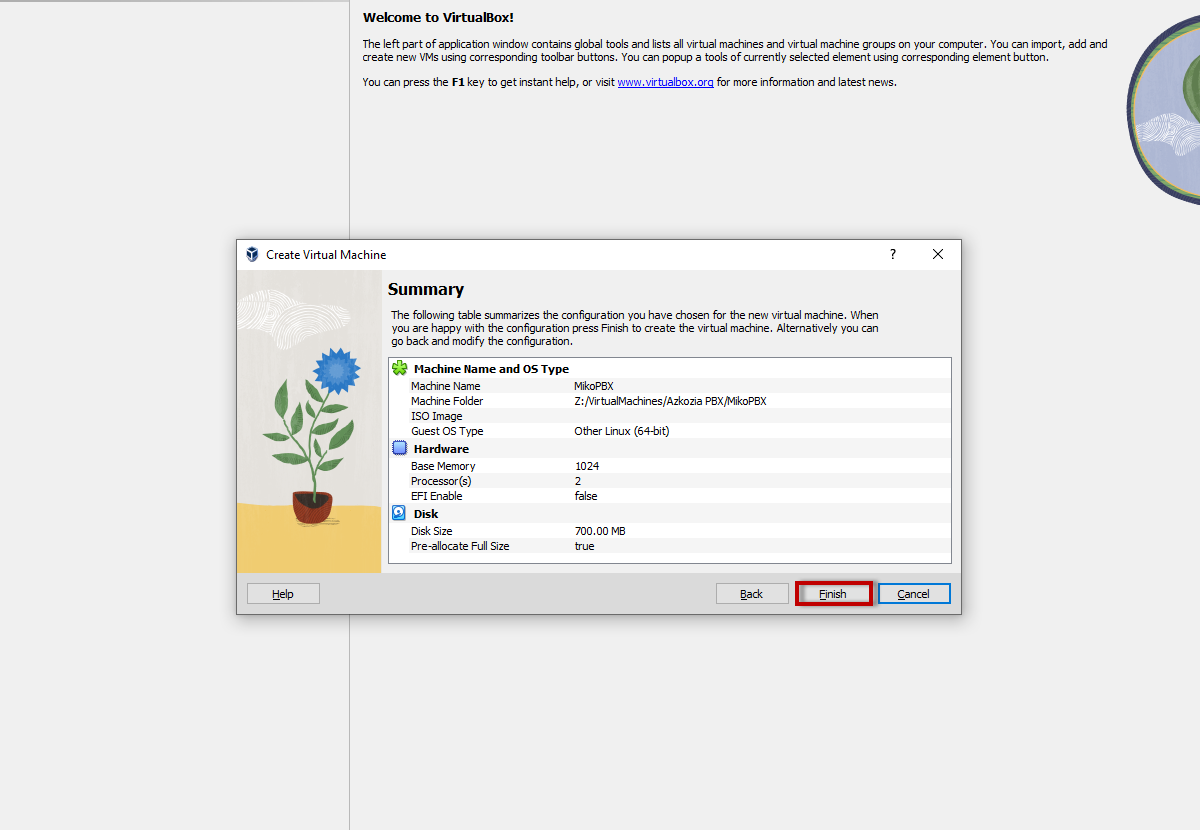 Welcome to VirtualBox!
The left part of application window contains global tools and lists all virtual machines and virtual machine groups on your computer. You can import, add and
create new VMs using corresponding toolbar buttons. You can popup a tools of currently selected element using corresponding element button.
You can press the F1 key to get instant help, or visit www.virtualbox.org for more information and latest news.
Create Virtual Machine
?
Summary
The following table summarizes the configuration you have chosen for the new virtual machine. When
you are happy with the configuration press Finish to create the virtual machine. Alternatively you can
go back and modify the configuration.
Machine Name and OS Type
Machine Name MikoPBX
Machine Folder Z:/VirtualMachines/Azkozia PBX/MikoPBX
ISO Image
Guest OS Type Other Linux (64-bit)
Hardware
Base Memory 1024
Processor(s) 2
EFI Enable false
Disk
Disk Size 700.00 MB
Pre-allocate Full Size true
Help Back Finish Cancel